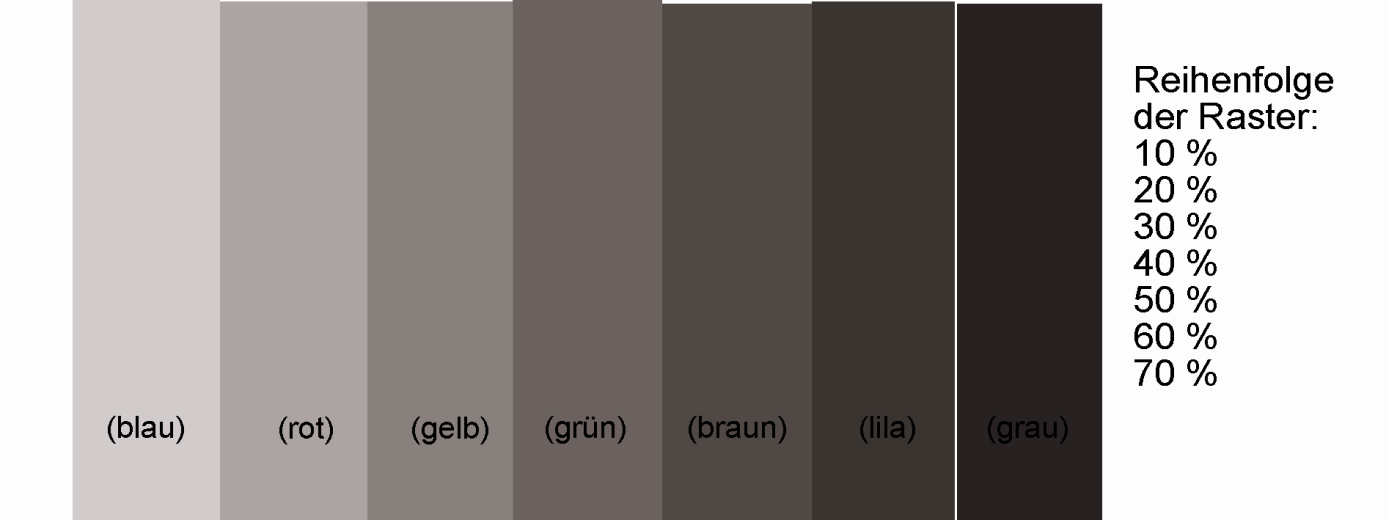 Reihenfolge
der Raster:
10 %
20 %
30 %
40 %
50 %
60 %
70 %
(blau) (rot) (gelb) (grün) (braun) (lila) (grau)